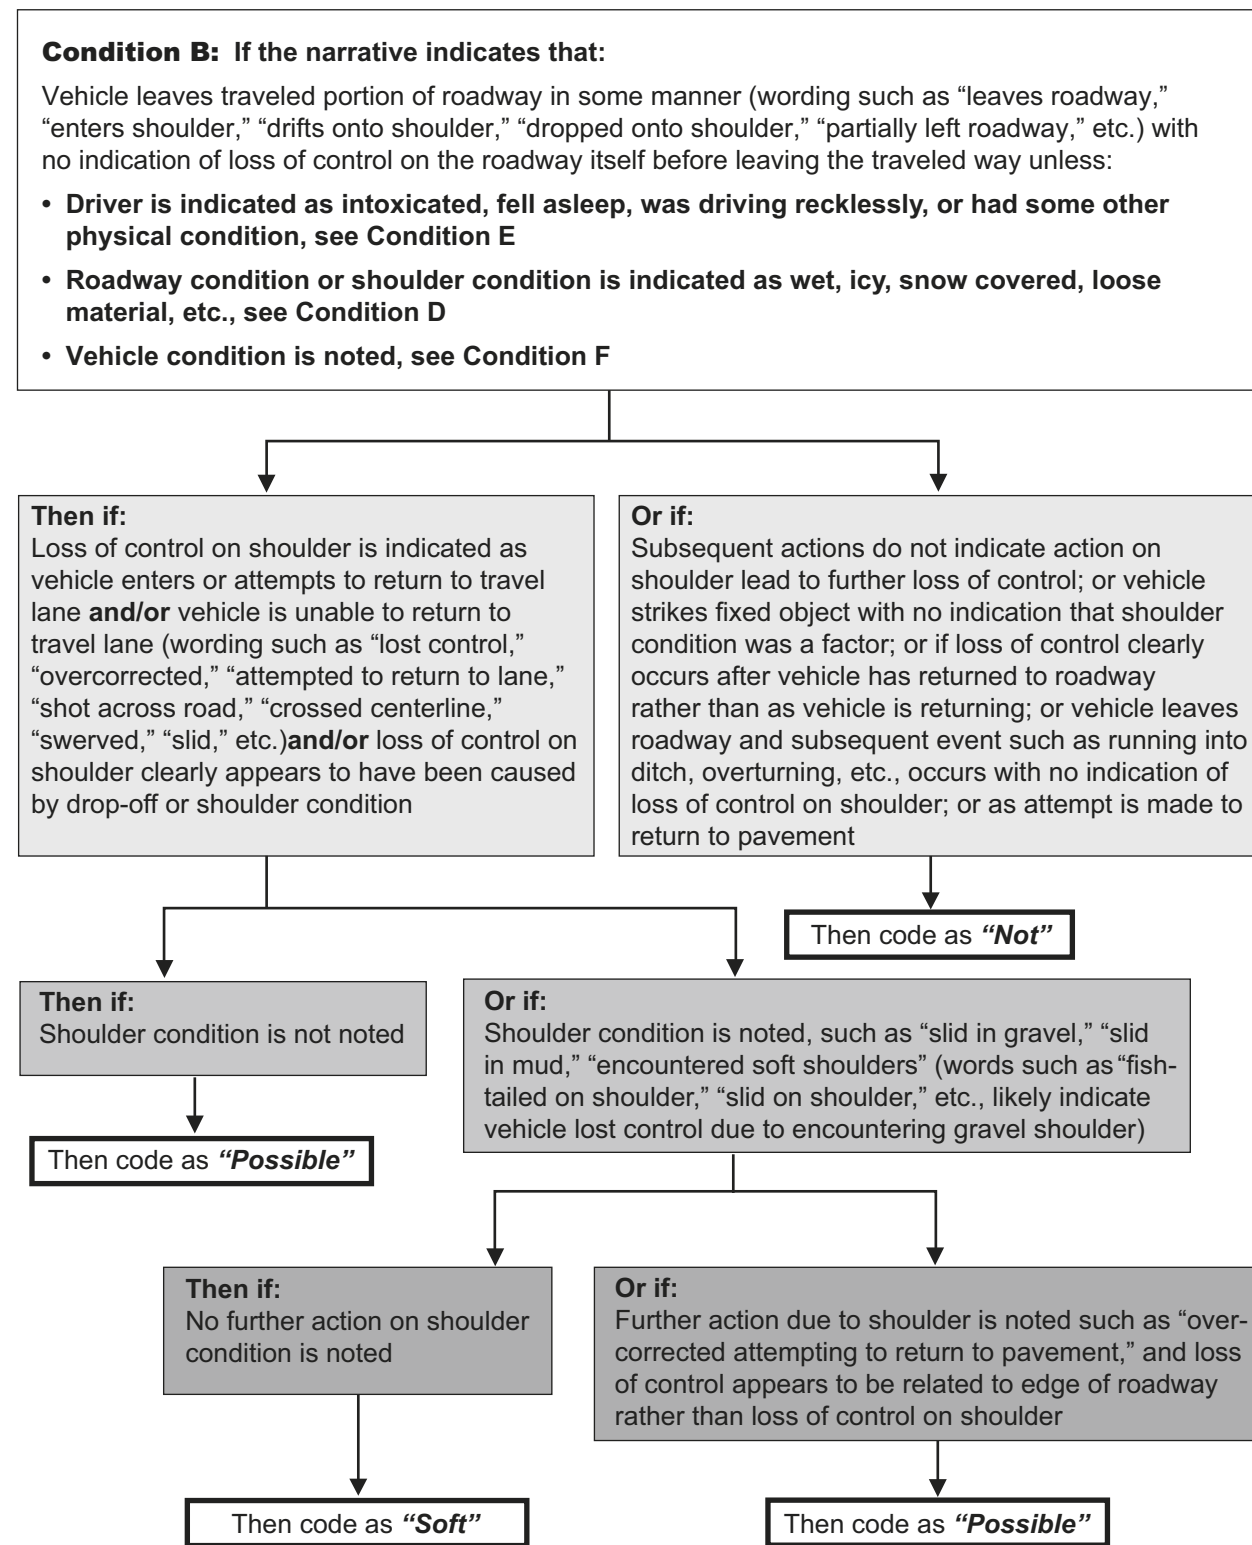 Condition B: If the narrative indicates that:
Vehicle leaves traveled portion of roadway in some manner (wording such as “leaves roadway,”
“enters shoulder,” “drifts onto shoulder,” “dropped onto shoulder,” “partially left roadway,” etc.) with
no indication of loss of control on the roadway itself before leaving the traveled way unless:
• Driver is indicated as intoxicated, fell asleep, was driving recklessly, or had some other
physical condition, see Condition E
• Roadway condition or shoulder condition is indicated as wet, icy, snow covered, loose
material, etc., see Condition D
• Vehicle condition is noted, see Condition F
Then if:
Loss of control on shoulder is indicated as
vehicle enters or attempts to return to travel
lane and/or vehicle is unable to return to
travel lane (wording such as “lost control,”
“overcorrected,” “attempted to return to lane,”
“shot across road,” “crossed centerline,”
“swerved,” “slid,” etc.)and/or loss of control on
shoulder clearly appears to have been caused
by drop-off or shoulder condition
Or if:
Subsequent actions do not indicate action on
shoulder lead to further loss of control; or vehicle
strikes fixed object with no indication that shoulder
condition was a factor; or if loss of control clearly
occurs after vehicle has returned to roadway
rather than as vehicle is returning; or vehicle leaves
roadway and subsequent event such as running into
ditch, overturning, etc., occurs with no indication of
loss of control on shoulder; or as attempt is made to
return to pavement
Then code as “Not”
Then if:
Shoulder condition is not noted
Then code as “Possible”
Or if:
Shoulder condition is noted, such as “slid in gravel,” “slid
in mud,” “encountered soft shoulders” (words such as “fish-
tailed on shoulder,” “slid on shoulder,” etc., likely indicate
vehicle lost control due to encountering gravel shoulder)
Then if:
No further action on shoulder
condition is noted
Then code as “Soft”
Or if:
Further action due to shoulder is noted such as “over-
corrected attempting to return to pavement,” and loss
of control appears to be related to edge of roadway
rather than loss of control on shoulder
Then code as “Possible”